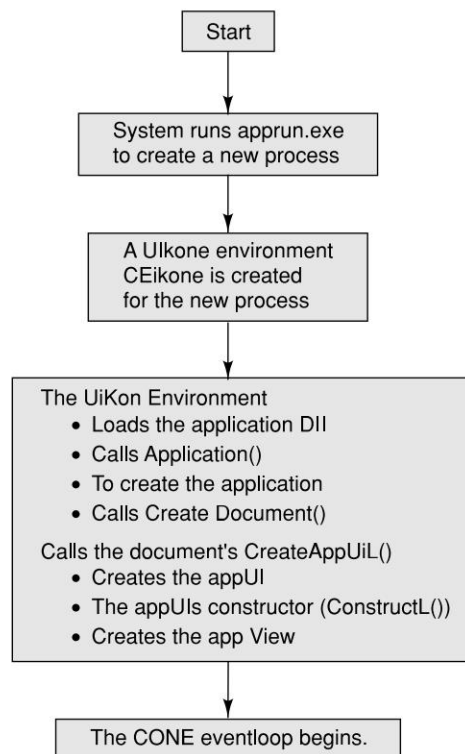 Start
System runs apprun.exe
to create a new process
A UIkone environment
CEikone is created
for the new process
The UiKon Environment
• Loads the application DII
• Calls Application()
• To create the application
• Calls Create Document()
Calls the document's CreateAppUiL()
• Creates the appUI
• The appUIs constructor (ConstructL())
• Creates the app View
The CONE eventloop begins.